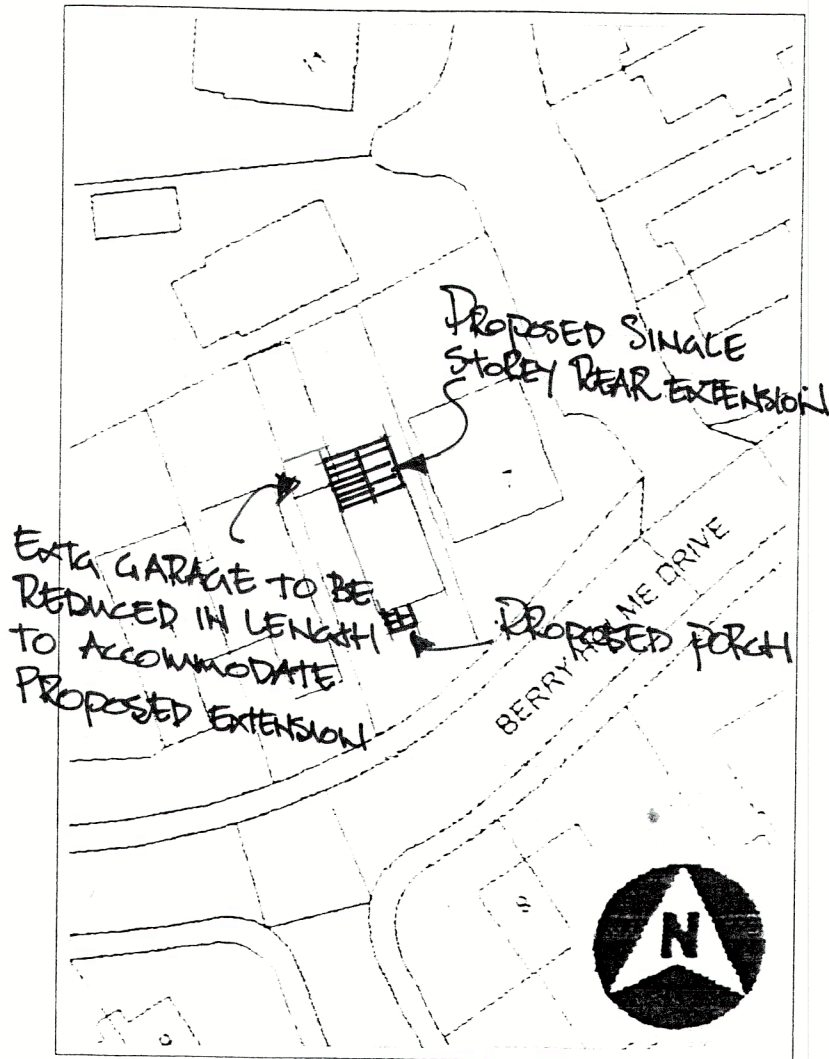 PROPOSED SINGLE
STOREY REAR EXTENSION
EXTG GARAGE TO BE
REDUCED IN LENGTH
TO ACCOMMODATE
PROPOSED EXTENSION
PROPOSED PORCH
BERRY ME DRIVE
N